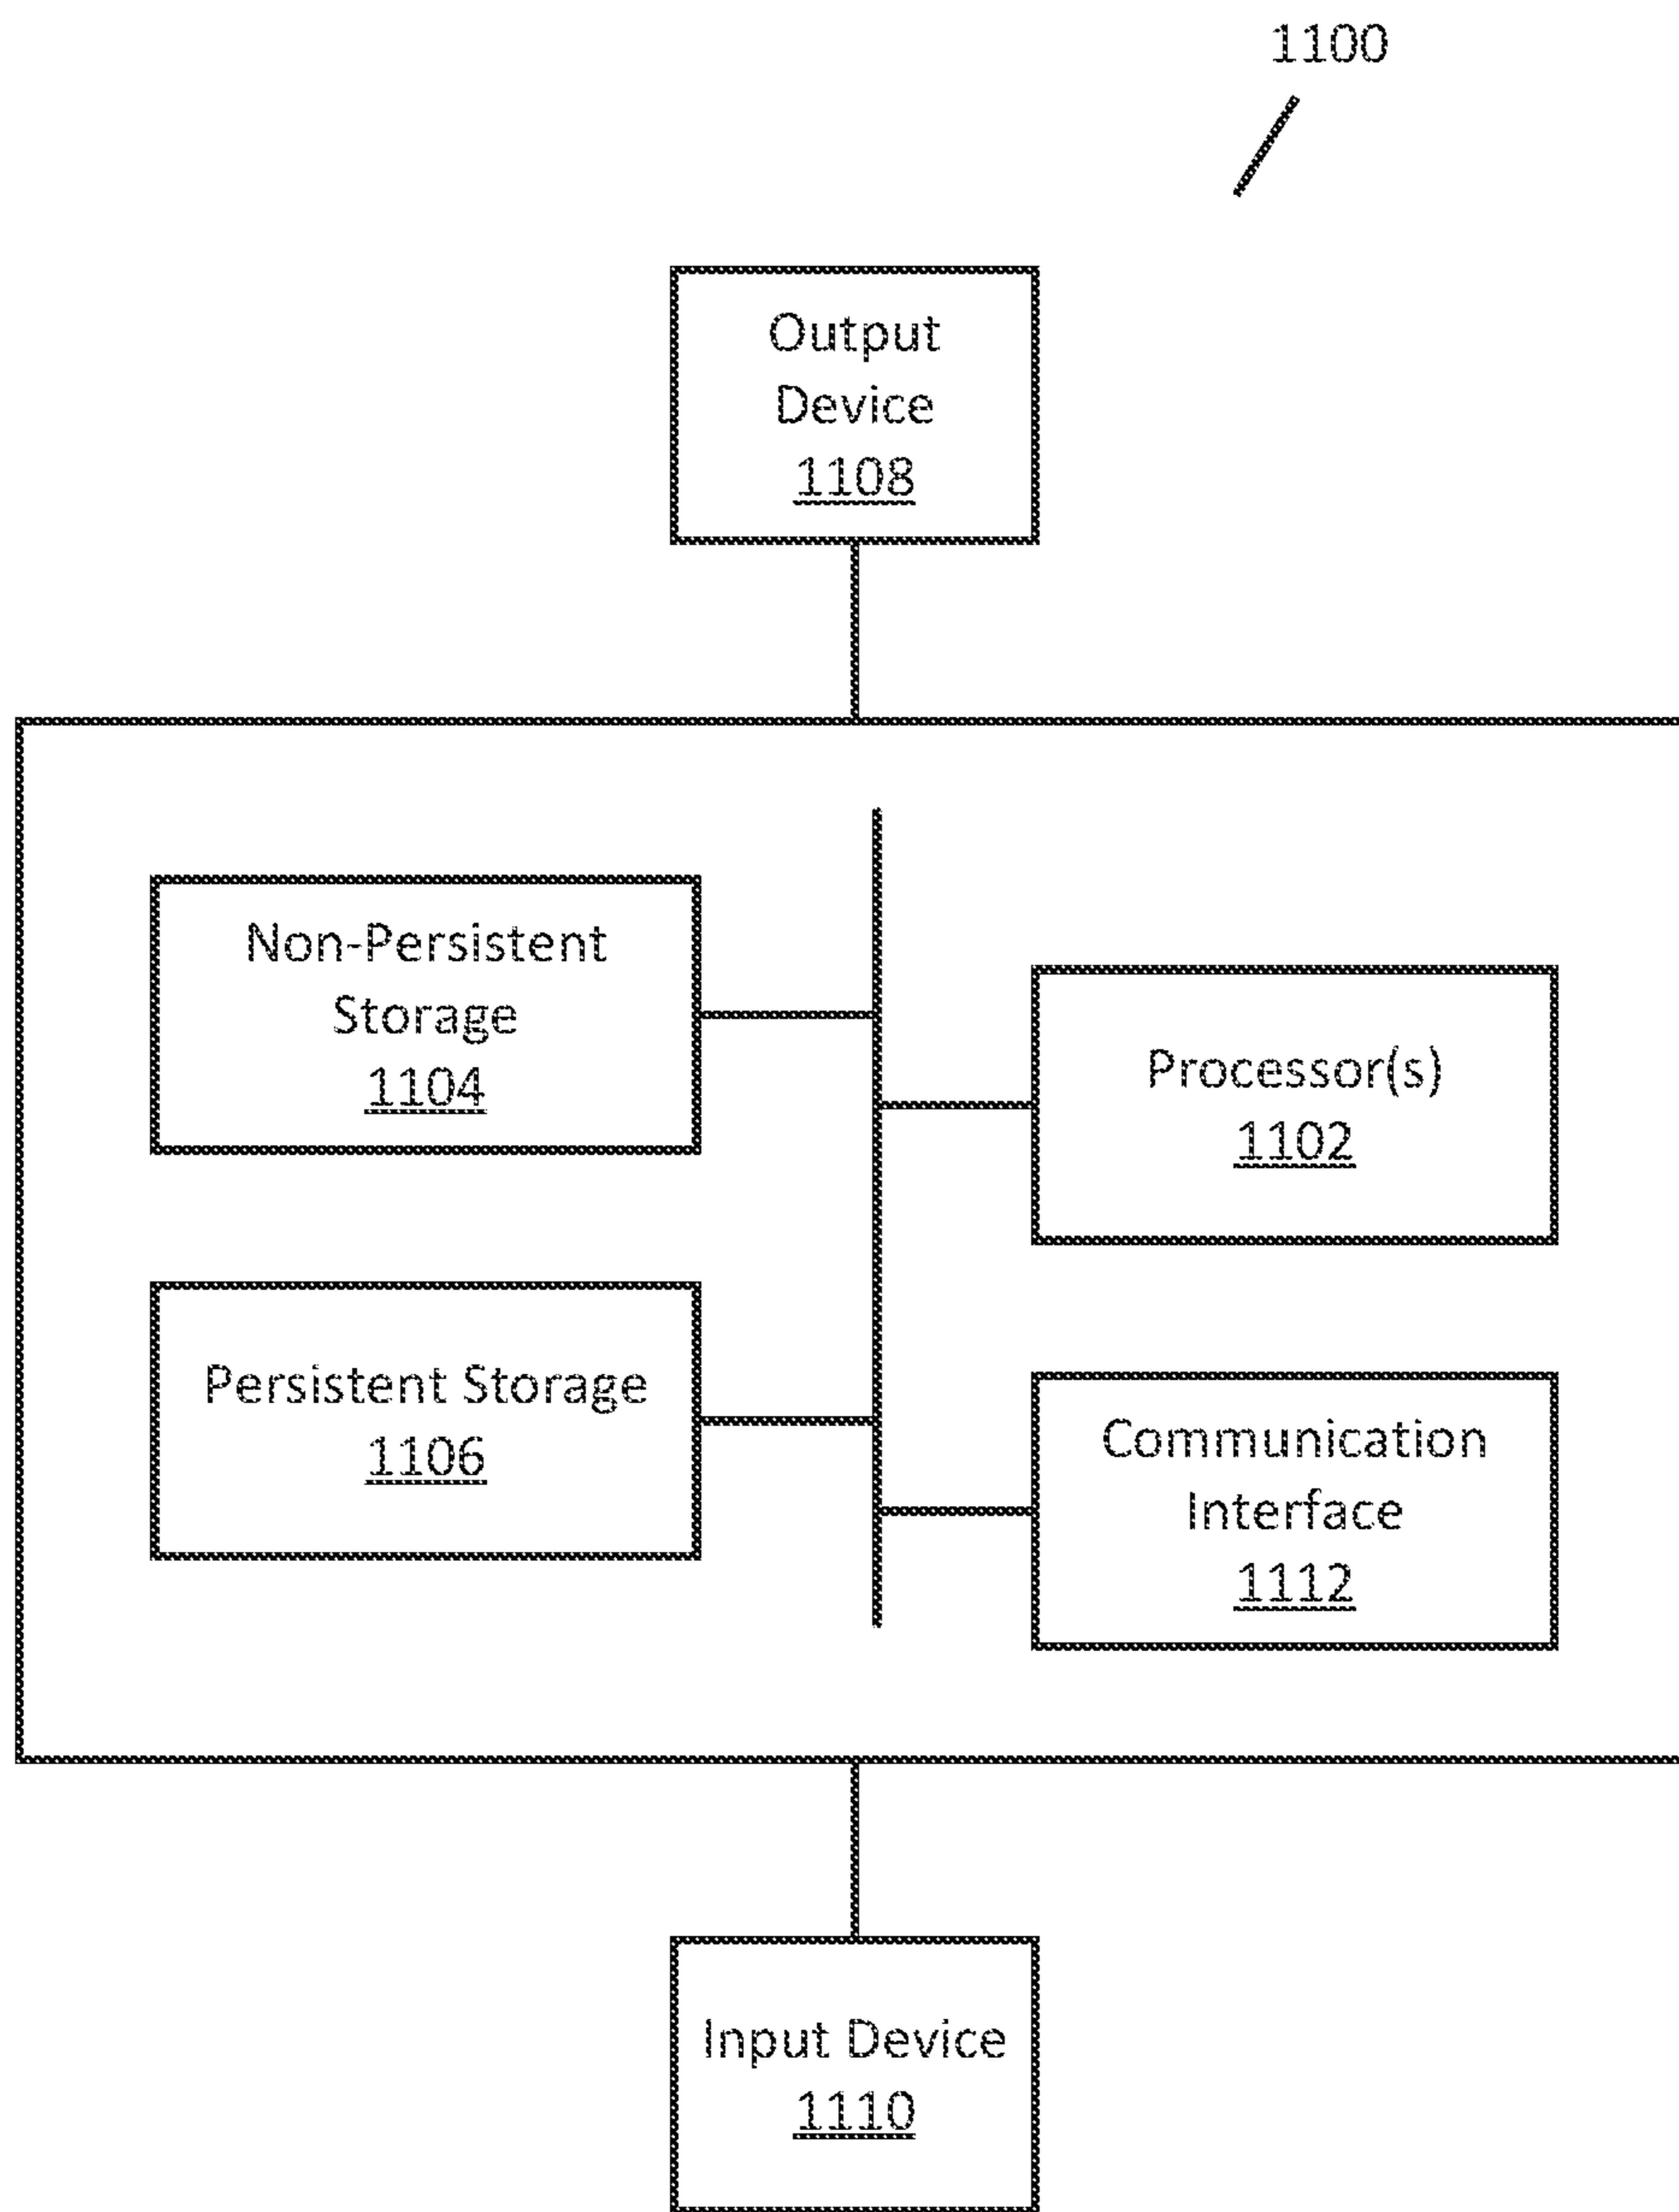 1100
Output
Device
1108
Non-Persistent
Storage
1104
Processor(s)
1102
Persistent Storage
1106
Communication
Interface
1112
Input Device
1110